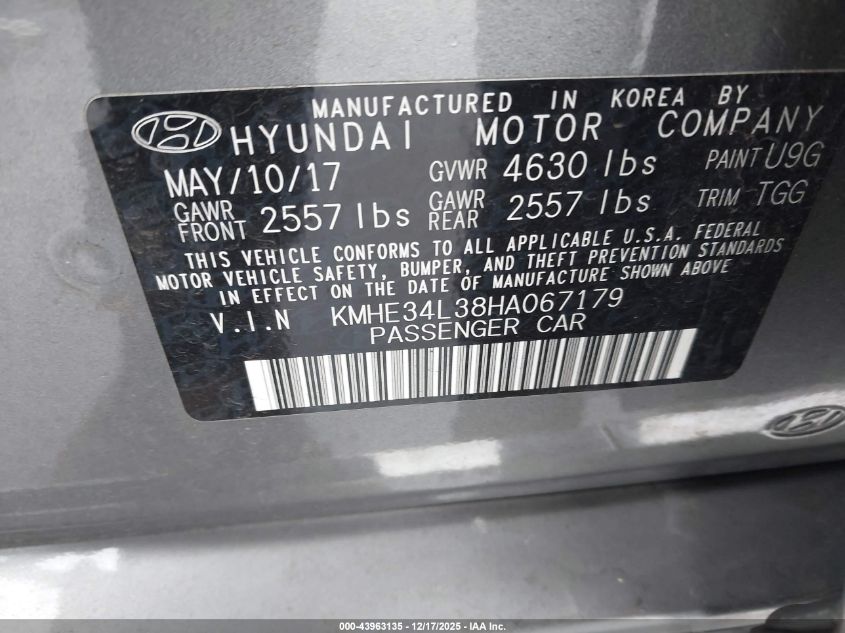 MANUFACTURED IN KOREA BY
HYUNDAI MOTOR COMPANY
MAY/10/17 GVWR 4630 lbs PAINT U9G
GAWR FRONT 2557 lbs GAWR REAR 2557 lbs TRIM TGG
THIS VEHICLE CONFORMS TO ALL APPLICABLE U.S.A. FEDERAL
MOTOR VEHICLE SAFETY, BUMPER, AND THEFT PREVENTION STANDARDS
IN EFFECT ON THE DATE OF MANUFACTURE SHOWN ABOVE
V.I.N KMHE34L38HA067179
PASSENGER CAR
000-43963135 - 12/17/2025 - IAA Inc.